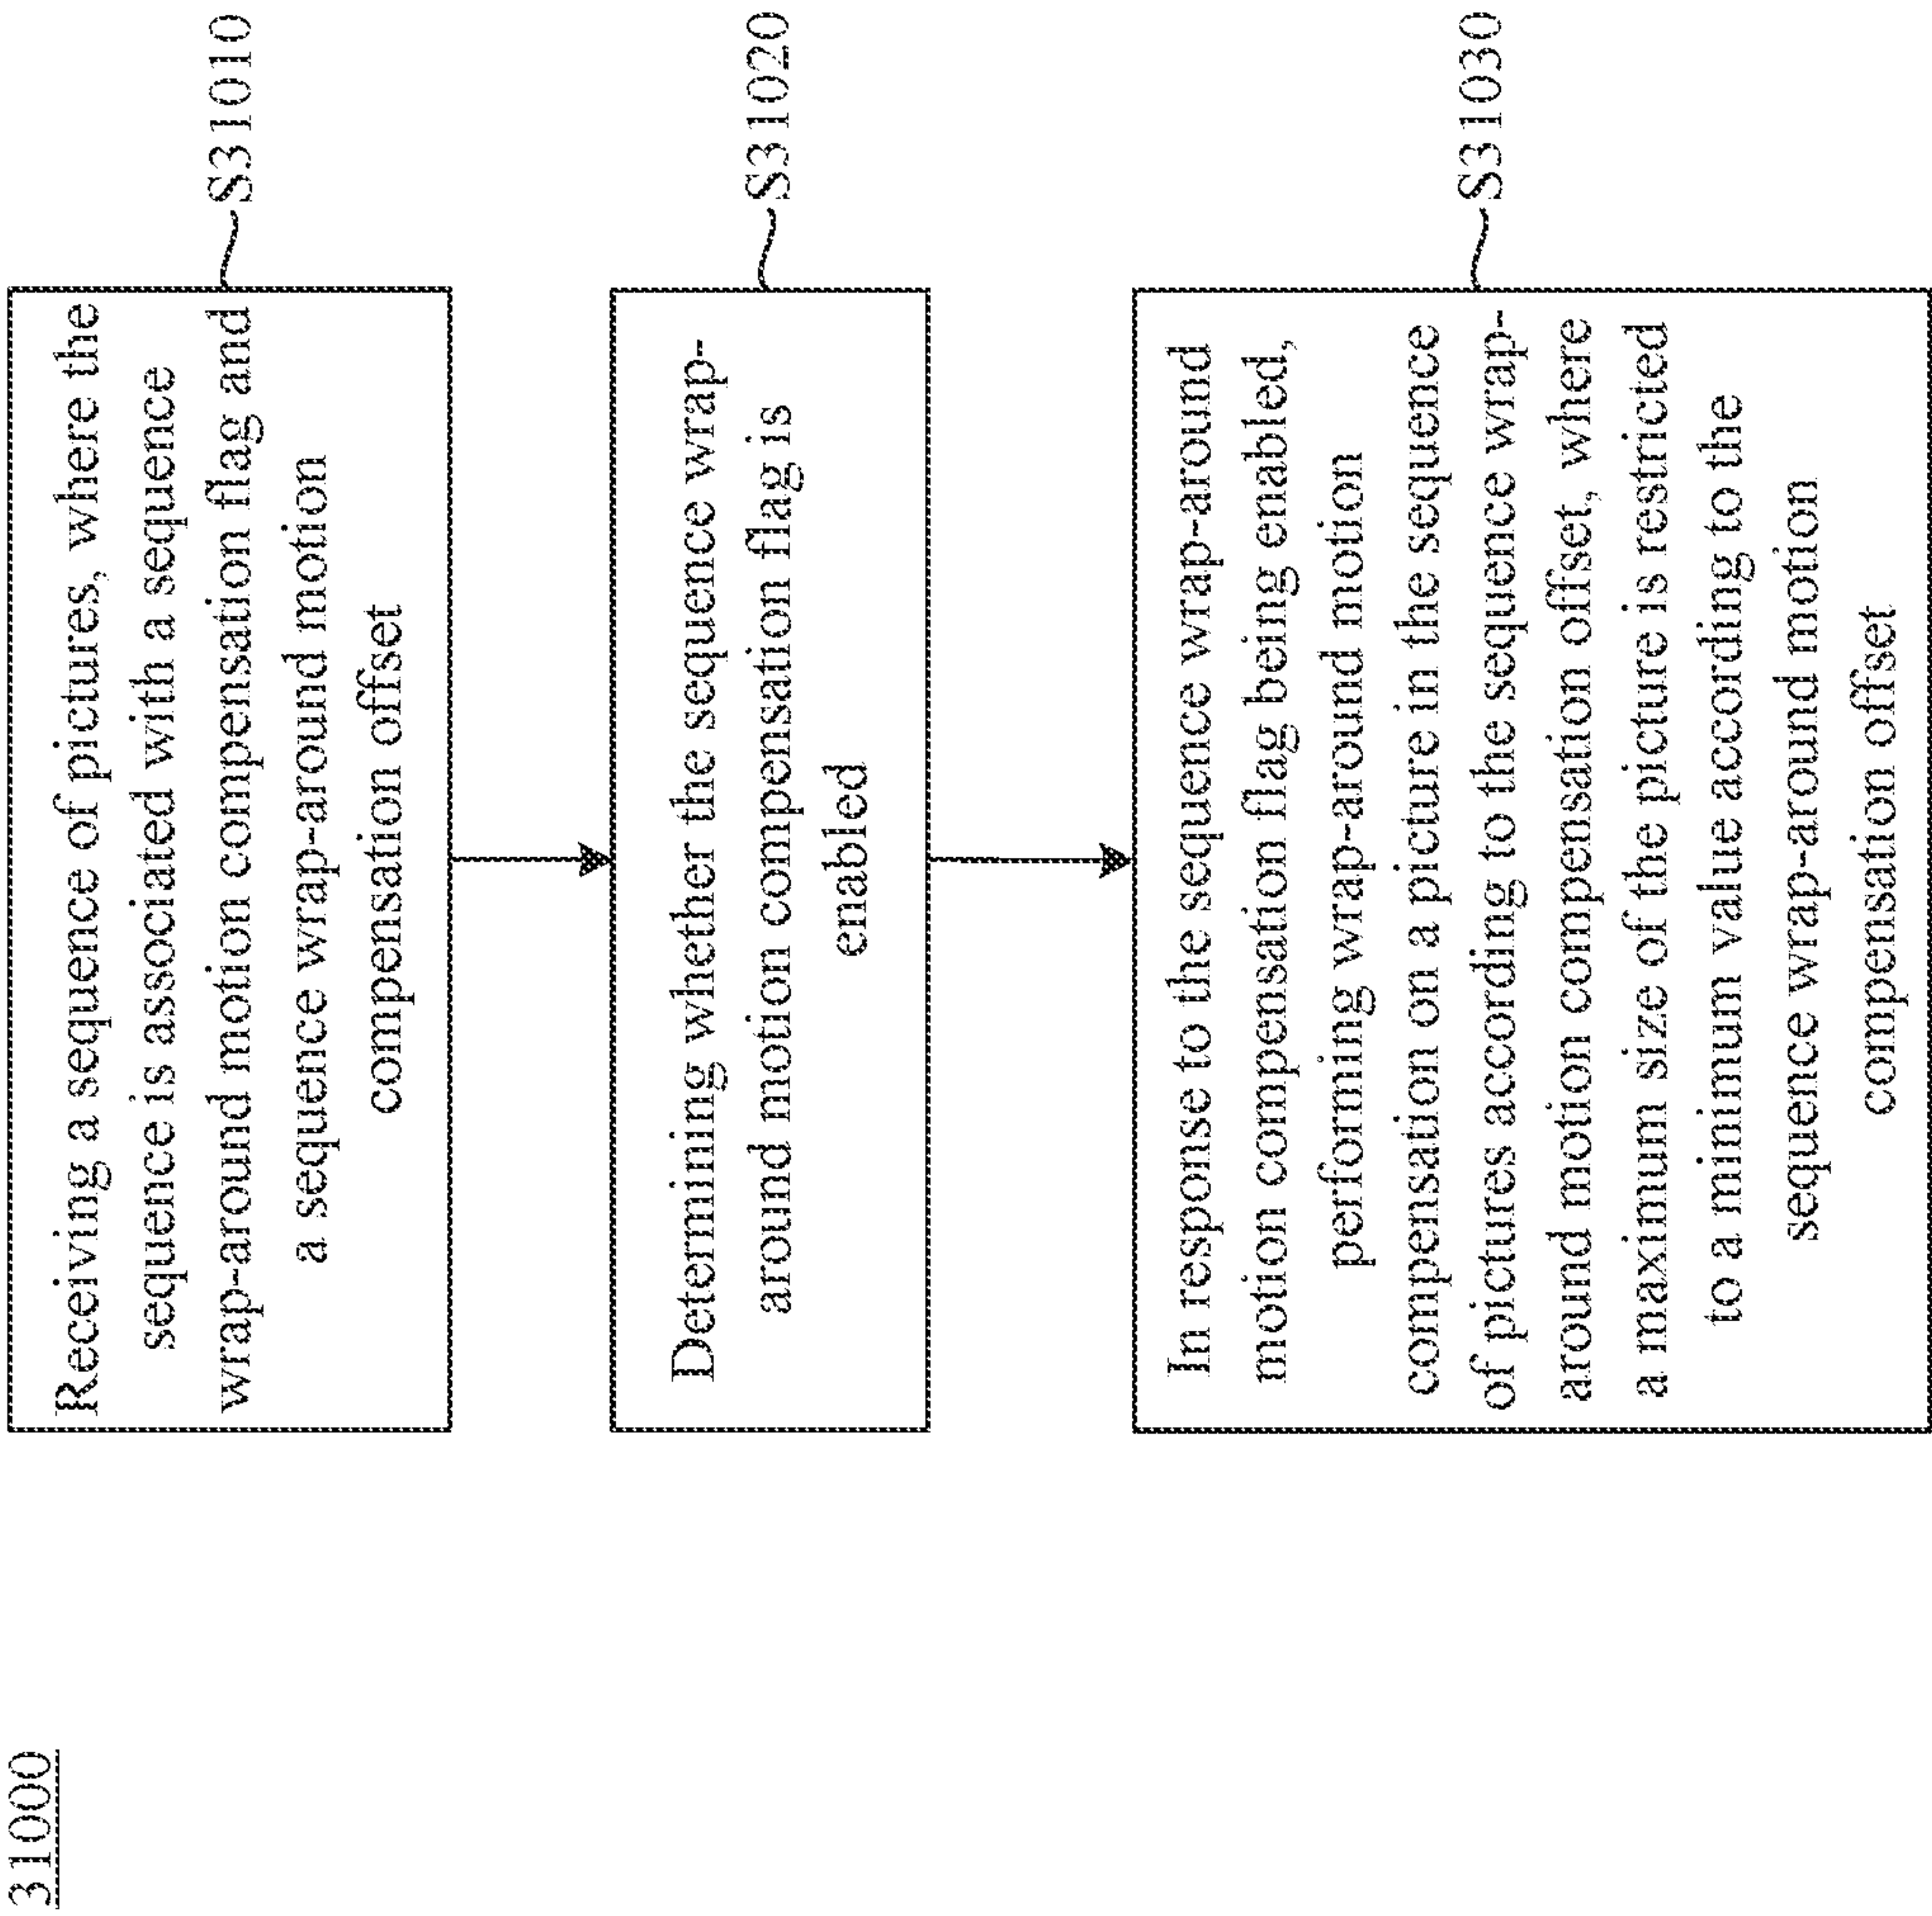 31000
Receiving a sequence of pictures, where the
sequence is associated with a sequence
wrap-around motion compensation flag and
a sequence wrap-around motion
compensation offset
S31010
Determining whether the sequence wrap-
around motion compensation flag is
enabled
S31020
In response to the sequence wrap-around
motion compensation flag being enabled,
performing wrap-around motion
compensation on a picture in the sequence
of pictures according to the sequence wrap-
around motion compensation offset, where
a maximum size of the picture is restricted
to a minimum value according to the
sequence wrap-around motion
compensation offset
S31030